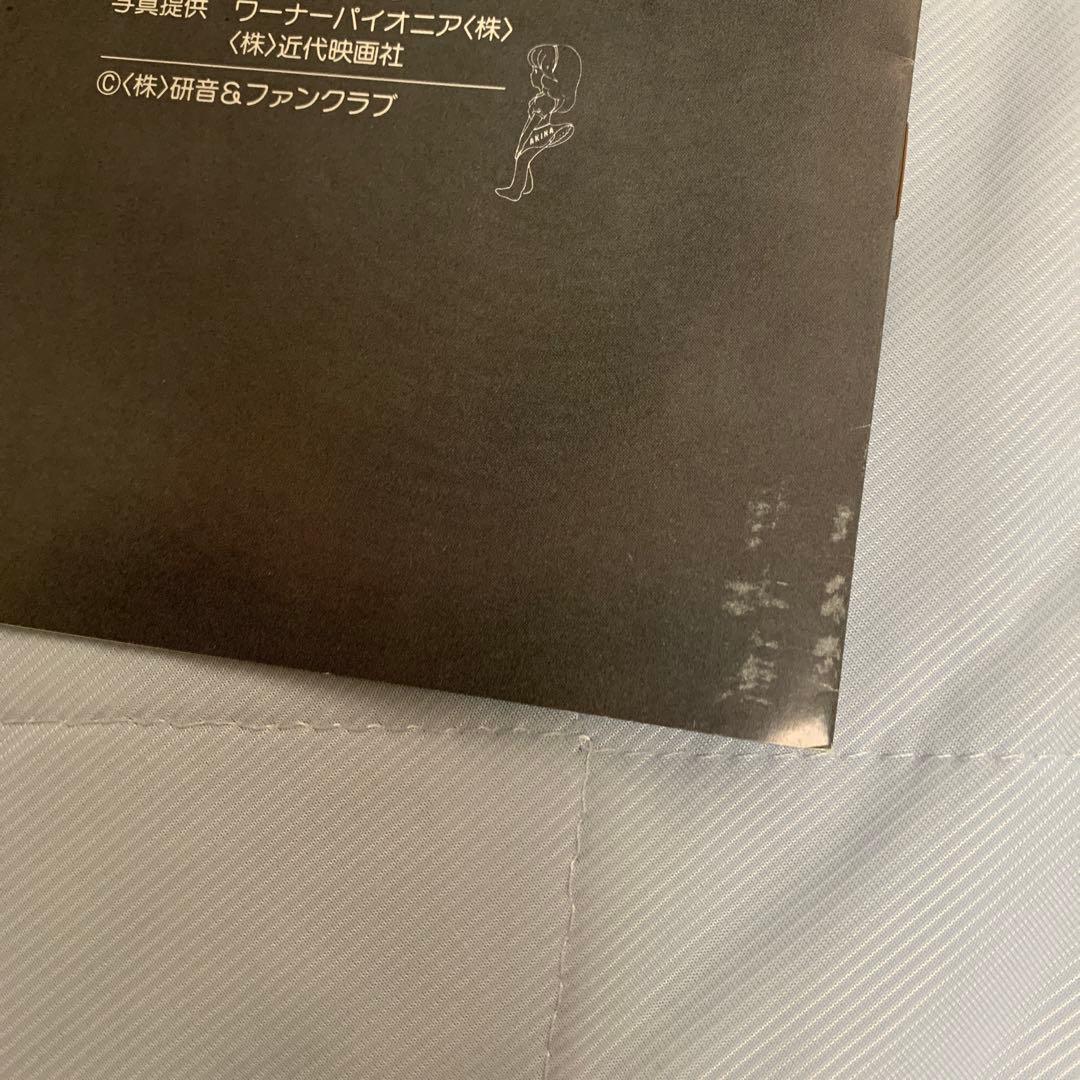 写真提供　ワーナーパイオニア〈株〉
〈株〉近代映画社
©〈株〉研音&ファンクラブ
AKINA